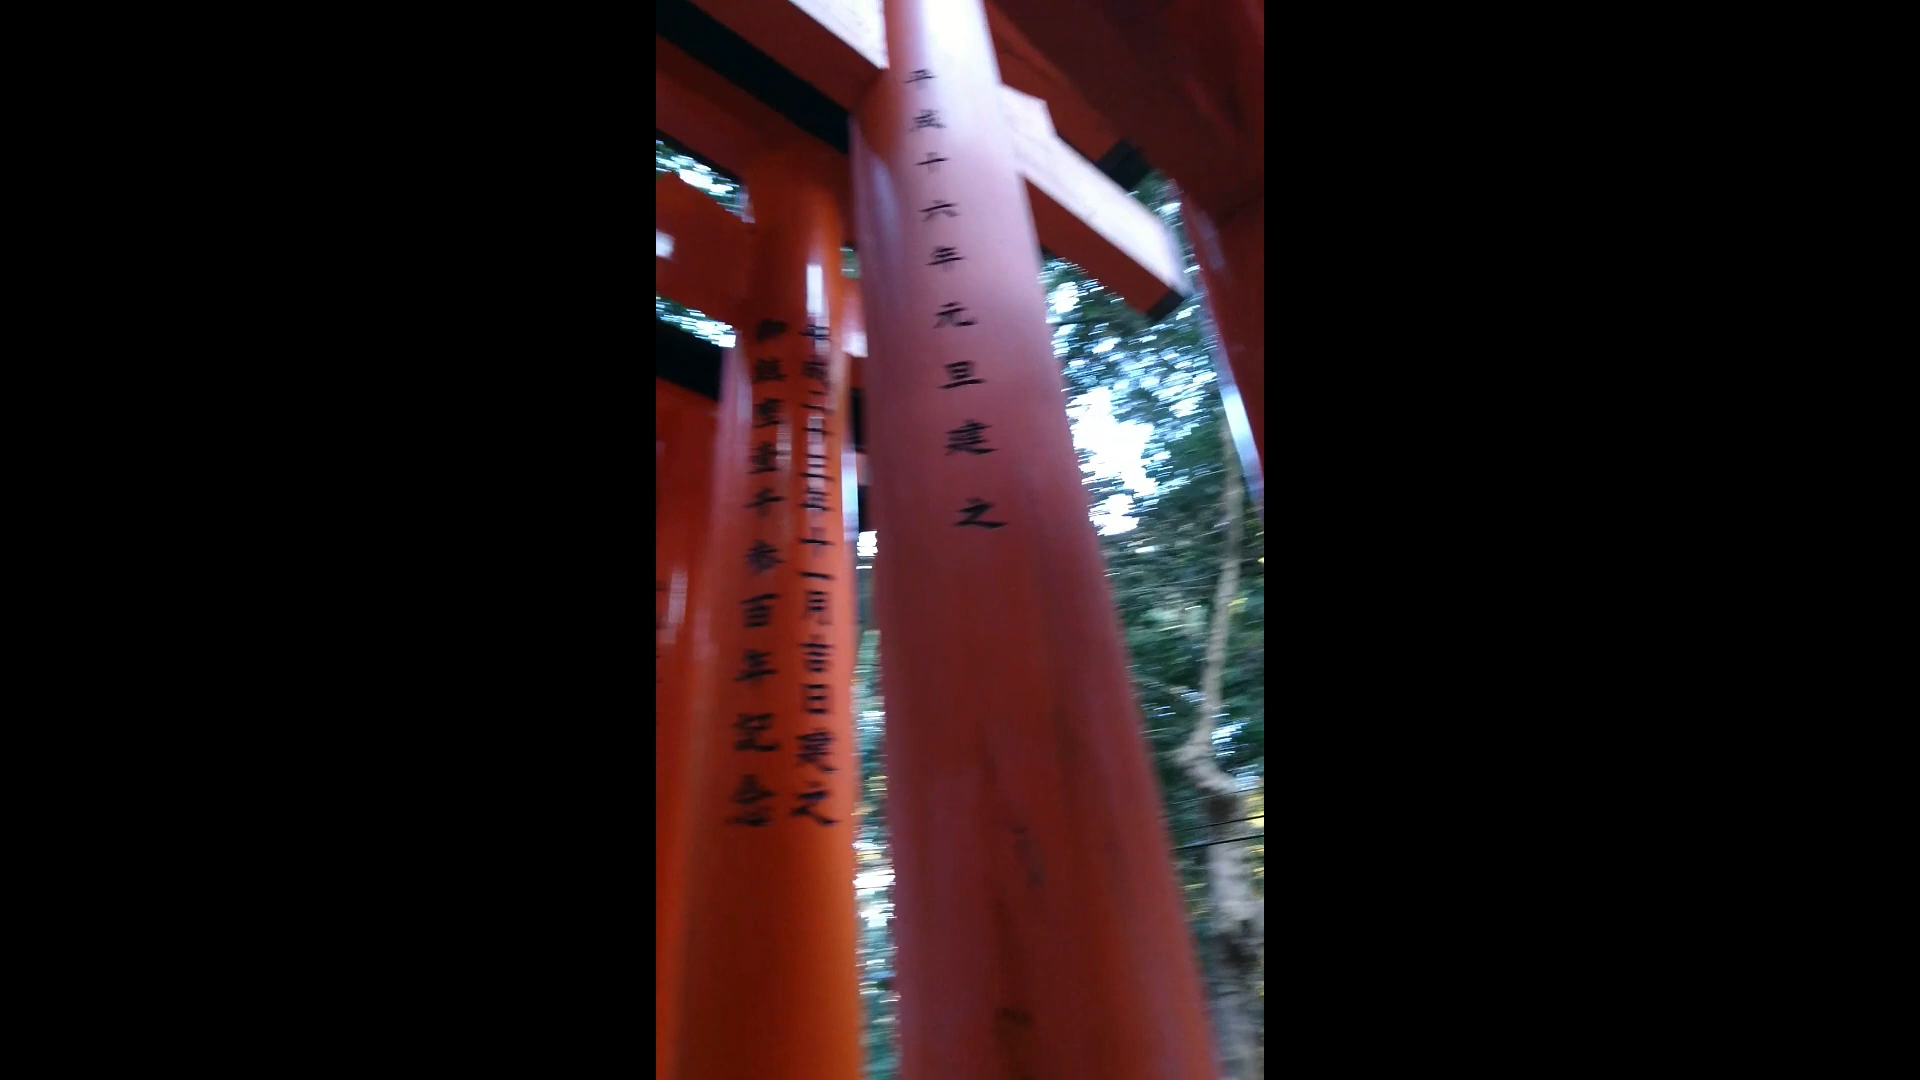 平成十六年元旦建之
平成二十三年十一月吉日建之
御鎮座壹千参百年記念